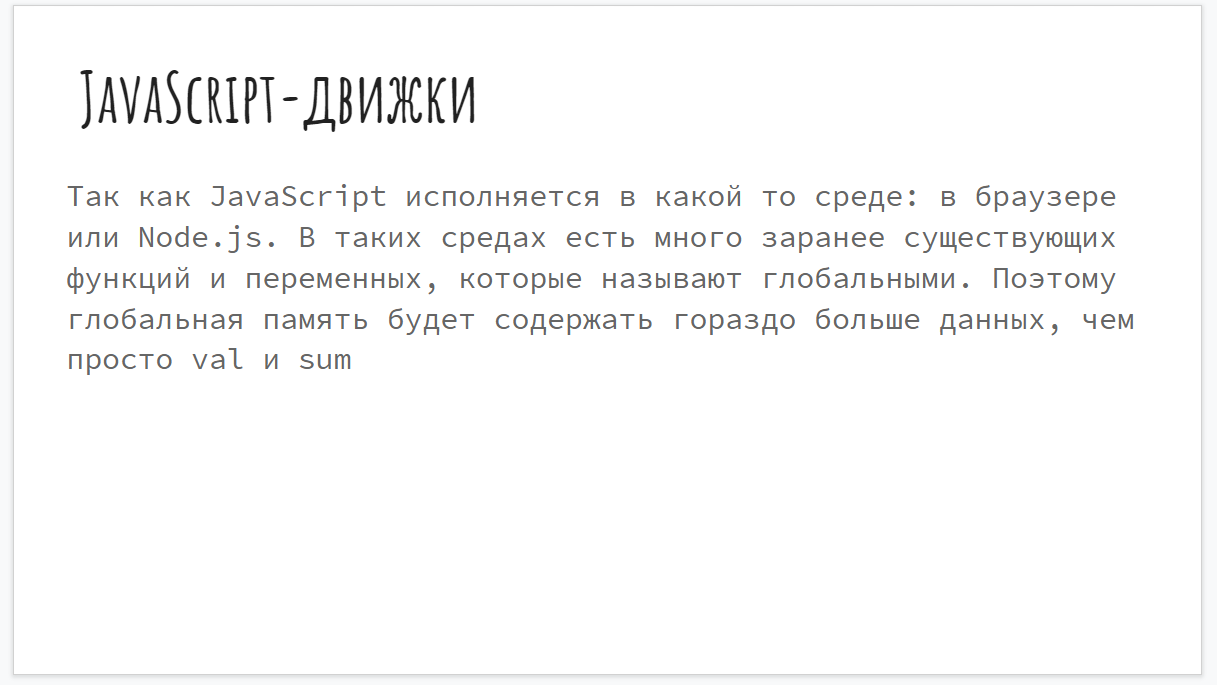 JavaScript-движки
Так как JavaScript исполняется в какой то среде: в браузере
или Node.js. В таких средах есть много заранее существующих
функций и переменных, которые называют глобальными. Поэтому
глобальная память будет содержать гораздо больше данных, чем
просто val и sum